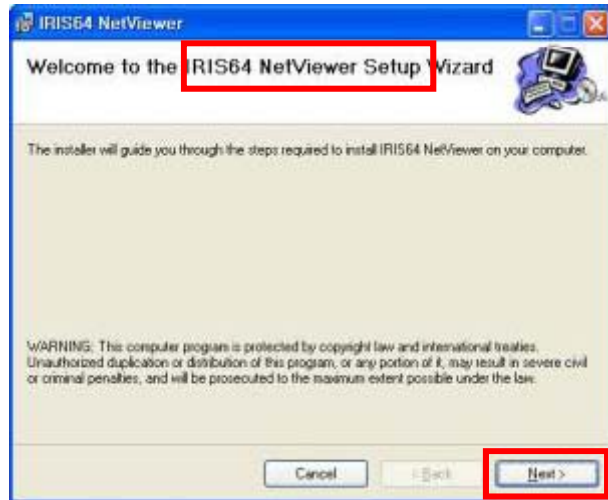 IRIS64 NetViewer
Welcome to the IRIS64 NetViewer Setup Wizard
The installer will guide you through the steps required to install IRIS64 NetViewer on your computer.
WARNING: This computer program is protected by copyright law and international treaties.
Unauthorized duplication or distribution of this program, or any portion of it, may result in severe civil
or criminal penalties, and will be prosecuted to the maximum extent possible under the law.
Cancel < Back Next >